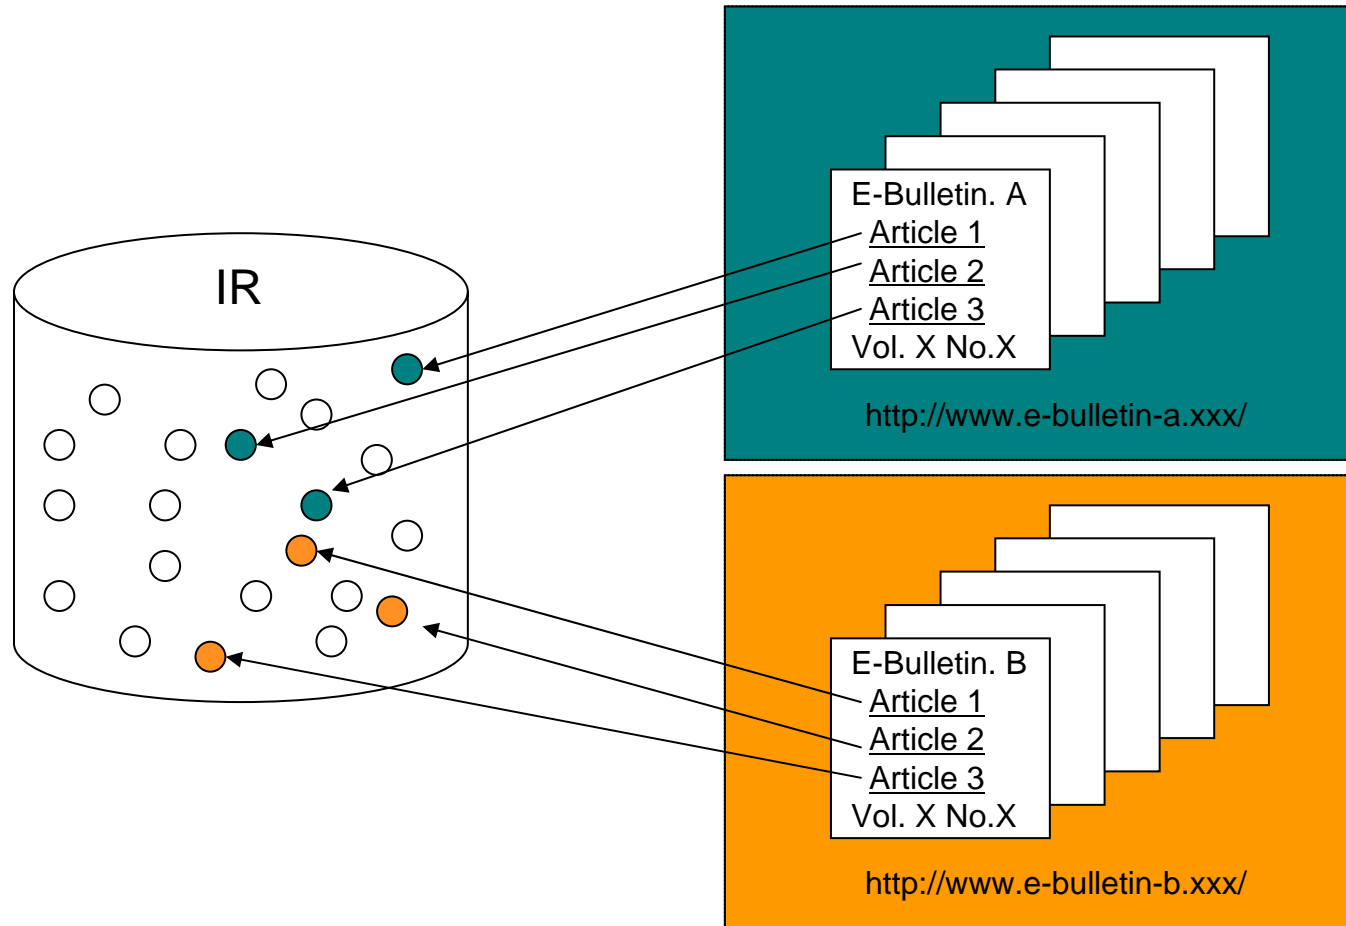 IR
E-Bulletin. A
Article 1
Article 2
Article 3
Vol. X No.X
http://www.e-bulletin-a.xxx/
E-Bulletin. B
Article 1
Article 2
Article 3
Vol. X No.X
http://www.e-bulletin-b.xxx/